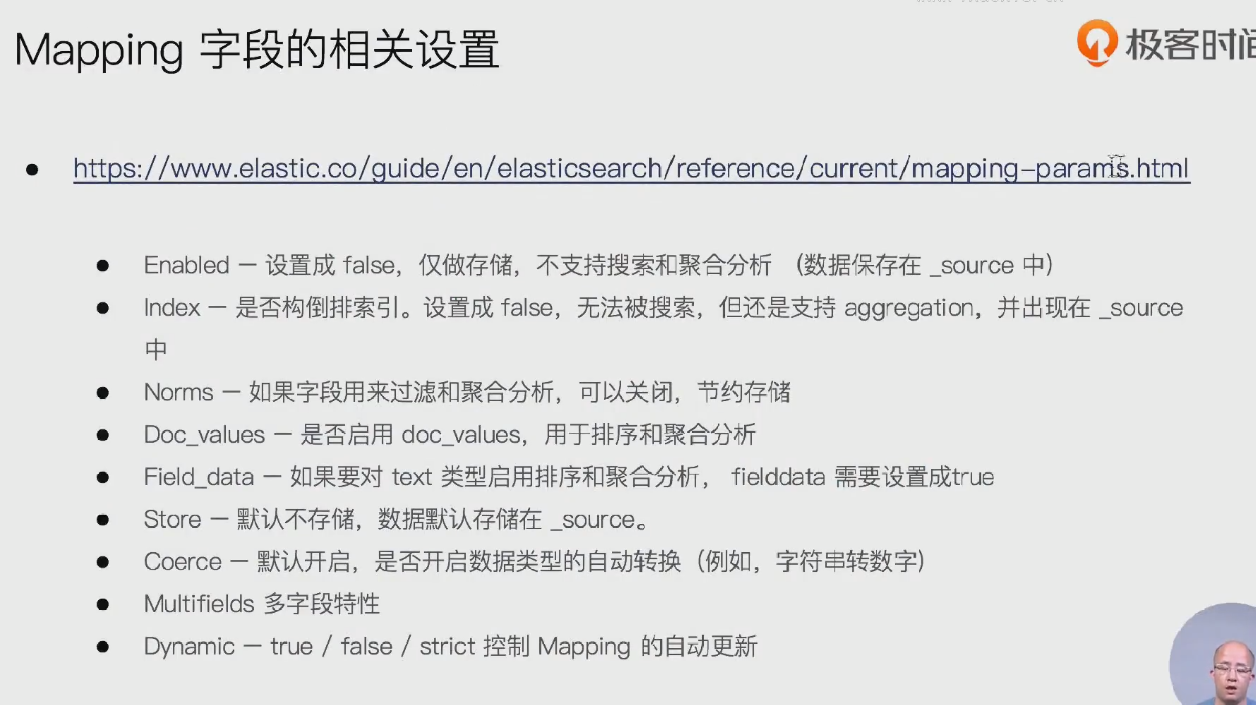 Mapping 字段的相关设置
极客时间
https://www.elastic.co/guide/en/elasticsearch/reference/current/mapping-params.html
Enabled – 设置成 false，仅做存储，不支持搜索和聚合分析 （数据保存在 _source 中）
Index – 是否构倒排索引。设置成 false，无法被搜索，但还是支持 aggregation，并出现在 _source
中
Norms – 如果字段用来过滤和聚合分析，可以关闭，节约存储
Doc_values – 是否启用 doc_values，用于排序和聚合分析
Field_data – 如果要对 text 类型启用排序和聚合分析， fielddata 需要设置成true
Store – 默认不存储，数据默认存储在 _source。
Coerce – 默认开启，是否开启数据类型的自动转换（例如，字符串转数字）
Multifields 多字段特性
Dynamic – true / false / strict 控制 Mapping 的自动更新